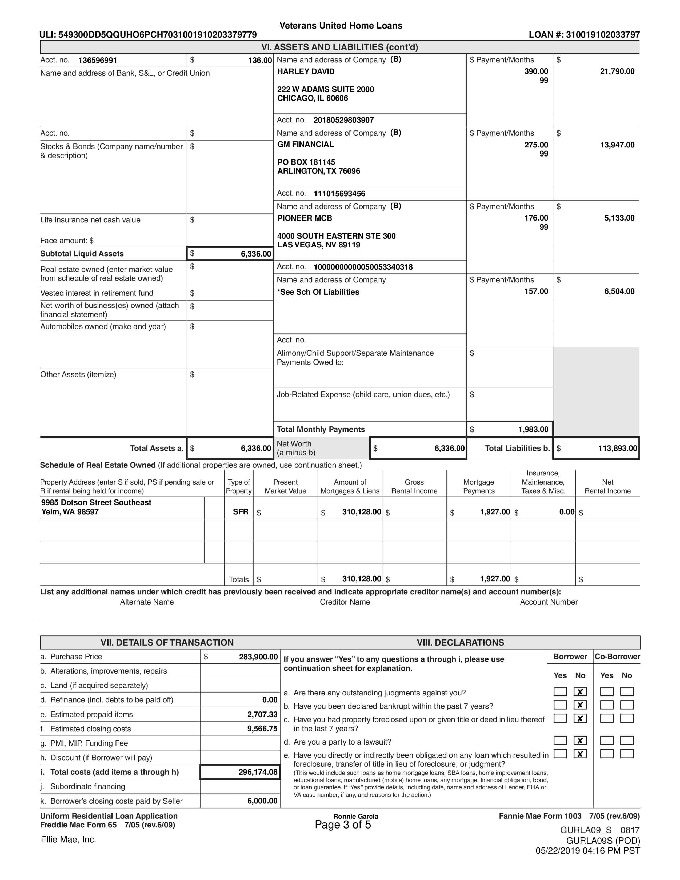 Veterans United Home Loans
ULI: 549300DD5QQUHO6PCH7031001910203379779 LOAN #: 310019102033797
VI. ASSETS AND LIABILITIES (cont'd)
Acct. no. 136596991 $ 136.00 Name and address of Company (B) $ Payment/Months $
Name and address of Bank, S&L, or Credit Union HARLEY DAVID 390.00 21,790.00
99
222 W ADAMS SUITE 2000
CHICAGO, IL 60606
Acct. no. 20180529803907
Acct. no. $ Name and address of Company (B) $ Payment/Months $
Stocks & Bonds (Company name/number $ GM FINANCIAL 275.00 13,947.00
& description) 99
PO BOX 181145
ARLINGTON, TX 76096
Acct. no. 111015693456
Name and address of Company (B) $ Payment/Months $
Life insurance net cash value $ PIONEER MCB 176.00 5,133.00
99
Face amount: $ 4000 SOUTH EASTERN STE 300
LAS VEGAS, NV 89119
Subtotal Liquid Assets $ 6,336.00
Real estate owned (enter market value $ Acct. no. 10000000000050053340318
from schedule of real estate owned) Name and address of Company $ Payment/Months $
Vested interest in retirement fund $ *See Sch Of Liabilities 157.00 6,504.00
Net worth of business(es) owned (attach $
financial statement)
Automobiles owned (make and year) $
Acct. no.
Alimony/Child Support/Separate Maintenance $
Payments Owed to:
Other Assets (itemize) $
Job-Related Expense (child care, union dues, etc.) $
Total Monthly Payments $ 1,983.00
Total Assets a. $ 6,336.00 Net Worth $ 6,336.00 Total Liabilities b. $ 113,893.00
(a minus b)
Schedule of Real Estate Owned (If additional properties are owned, use continuation sheet.)
Property Address (enter S if sold, PS if pending sale or R if rental being held for income) Type of Property Present Market Value Amount of Mortgages & Liens Gross Rental Income Mortgage Payments Insurance, Maintenance, Taxes & Misc. Net Rental Income
9985 Dotson Street Southeast
Yelm, WA 98597 SFR $ $ 310,128.00 $ $ 1,927.00 $ 0.00 $
Totals $ $ 310,128.00 $ $ 1,927.00 $ $
List any additional names under which credit has previously been received and indicate appropriate creditor name(s) and account number(s):
Alternate Name Creditor Name Account Number
VII. DETAILS OF TRANSACTION
a. Purchase Price $ 283,900.00
b. Alterations, improvements, repairs
c. Land (if acquired separately)
d. Refinance (incl. debts to be paid off) 0.00
e. Estimated prepaid items 2,707.33
f. Estimated closing costs 9,566.75
g. PMI, MIP, Funding Fee
h. Discount (if Borrower will pay)
i. Total costs (add items a through h) 296,174.08
j. Subordinate financing
k. Borrower's closing costs paid by Seller 6,000.00
VIII. DECLARATIONS
If you answer "Yes" to any questions a through i, please use Borrower Co-Borrower
continuation sheet for explanation. Yes No Yes No
a. Are there any outstanding judgments against you? X
b. Have you been declared bankrupt within the past 7 years? X
c. Have you had property foreclosed upon or given title or deed in lieu thereof X
in the last 7 years?
d. Are you a party to a lawsuit? X
e. Have you directly or indirectly been obligated on any loan which resulted in X
foreclosure, transfer of title in lieu of foreclosure, or judgment?
(This would include such loans as home mortgage loans, SBA loans, home improvement loans,
educational loans, manufactured (mobile) home loans, any mortgage, financial obligation, bond,
or loan guarantee. If "Yes" provide details, including date, name and address of Lender, FHA or
VA case number, if any, and reasons for the action.)
Uniform Residential Loan Application Ronnie Garcia Fannie Mae Form 1003 7/05 (rev.6/09)
Freddie Mac Form 65 7/05 (rev.6/09) Page 3 of 5
GURLA09_S 0817
Ellie Mae, Inc. GURLA09S (POD)
05/22/2019 04:16 PM PST